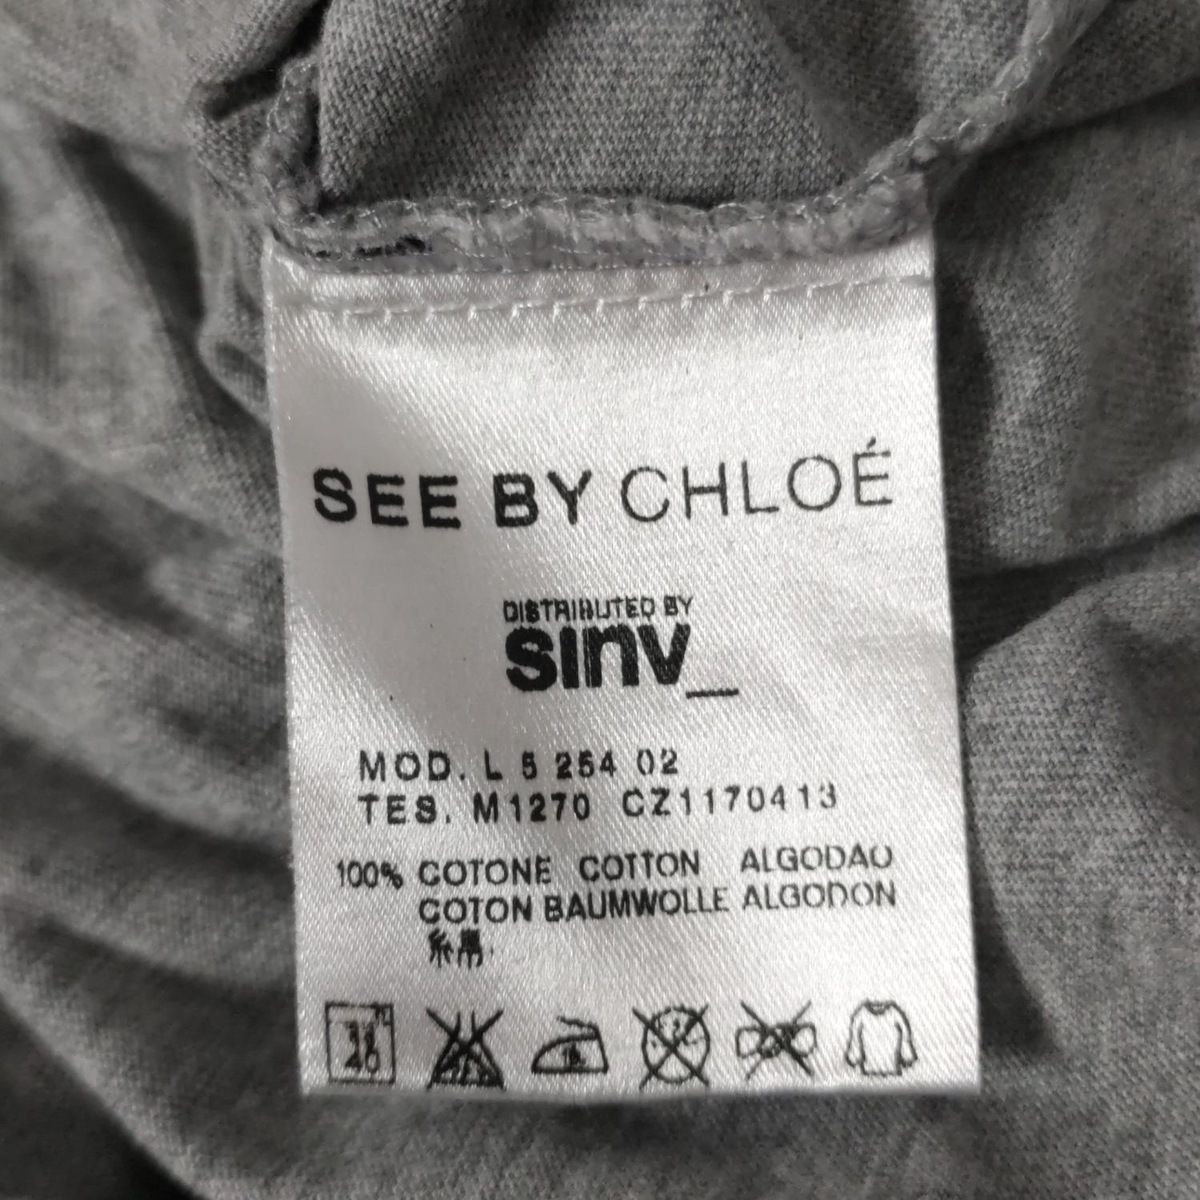 SEE BY CHLOÉ
DISTRIBUTED BY
sinv_
MOD. L 5 254 02
TES. M1270 CZ1170413
100% COTONE COTTON ALGODAO
COTON BAUMWOLLE ALGODON